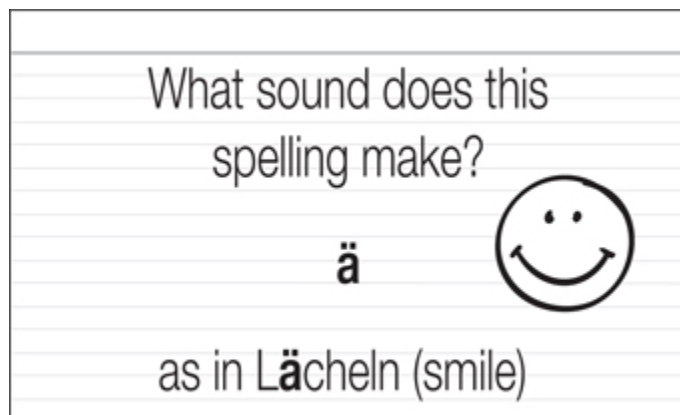 What sound does this
spelling make?
ä
as in Lächeln (smile)